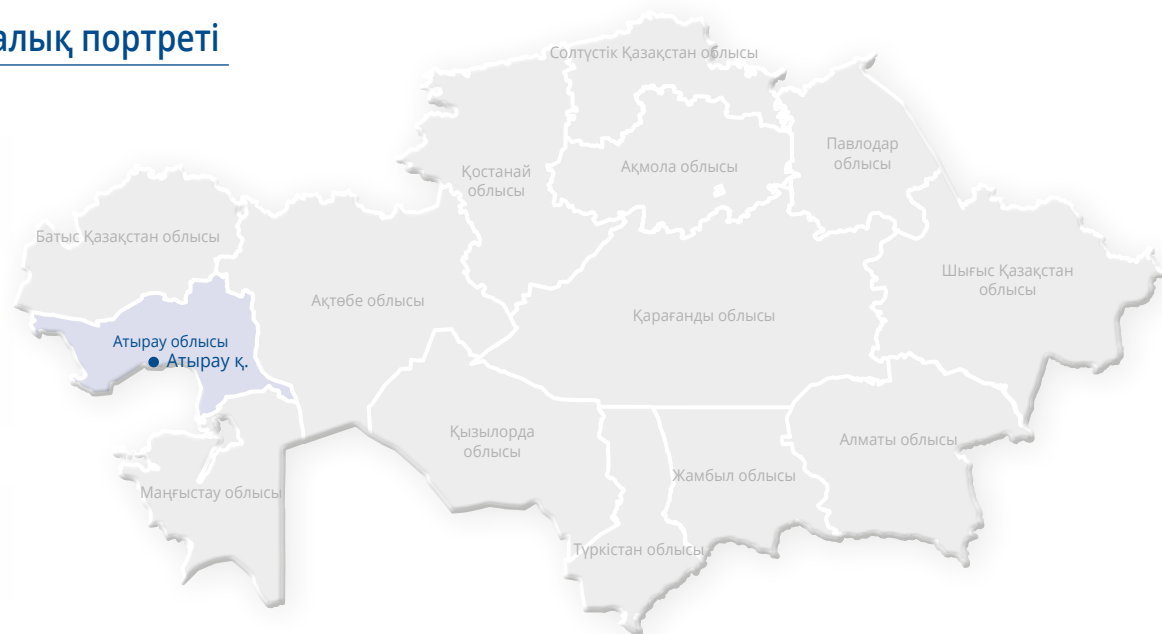 алық портреті
Солтүстік Қазақстан облысы
Павлодар
облысы
Ақмола облысы
Қостанай
облысы
Батыс Қазақстан облысы
Шығыс Қазақстан
облысы
Ақтөбе облысы
Қарағанды облысы
Атырау облысы
Атырау қ.
Қызылорда
облысы
Алматы облысы
Жамбыл облысы
Маңғыстау облысы
Түркістан облысы